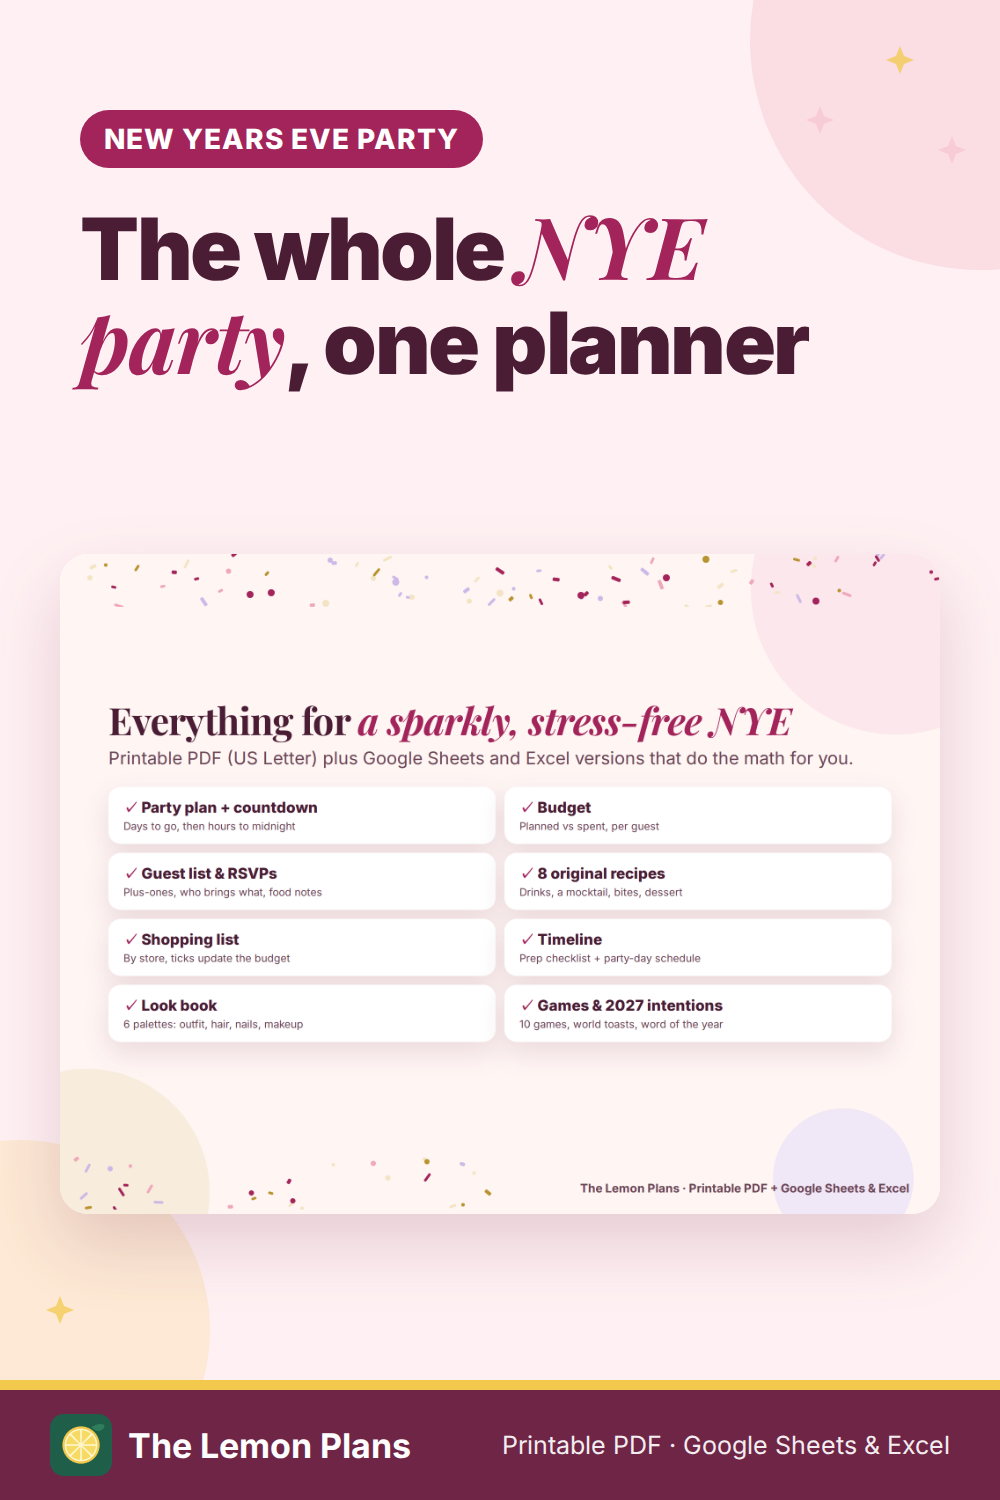 NEW YEARS EVE PARTY
The whole NYE
party, one planner
Everything for a sparkly, stress-free NYE
Printable PDF (US Letter) plus Google Sheets and Excel versions that do the math for you.
✓ Party plan + countdown
Days to go, then hours to midnight
✓ Budget
Planned vs spent, per guest
✓ Guest list & RSVPs
Plus-ones, who brings what, food notes
✓ 8 original recipes
Drinks, a mocktail, bites, dessert
✓ Shopping list
By store, ticks update the budget
✓ Timeline
Prep checklist + party-day schedule
✓ Look book
6 palettes: outfit, hair, nails, makeup
✓ Games & 2027 intentions
10 games, world toasts, word of the year
The Lemon Plans · Printable PDF + Google Sheets & Excel
The Lemon Plans
Printable PDF · Google Sheets & Excel